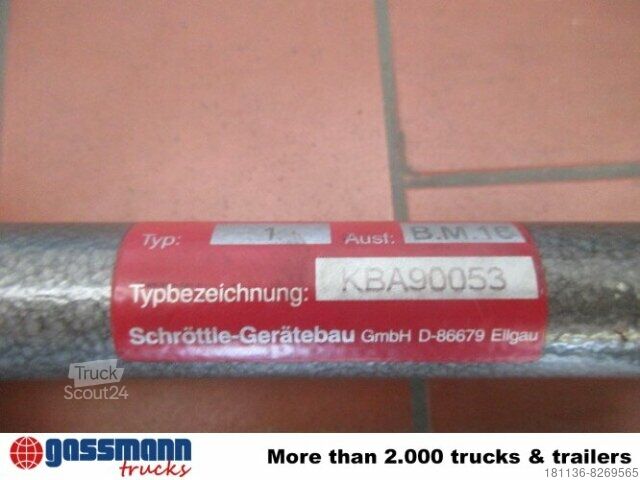 Typ: 1 Ausf: B.M.16
Typbezeichnung: KBA90053
Schröttle-Gerätebau GmbH D-86679 Ellgau
Truck
Scout24
gassmann
trucks
More than 2.000 trucks & trailers
181136-8269565